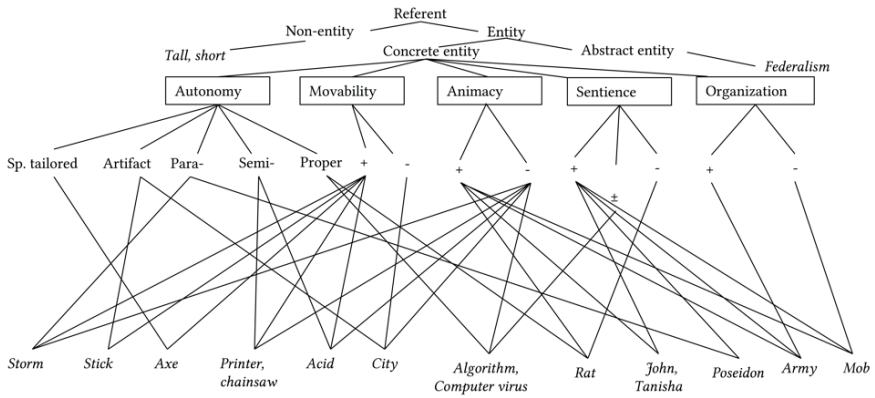 Referent
Non-entity Entity
Tall, short Concrete entity Abstract entity
Federalism
Autonomy Movability Animacy Sentience Organization
Sp. tailored Artifact Para- Semi- Proper + - + - + ± - + -
Storm Stick Axe Printer, Acid City Algorithm, Rat John, Poseidon Army Mob
chainsaw Computer virus Tanisha